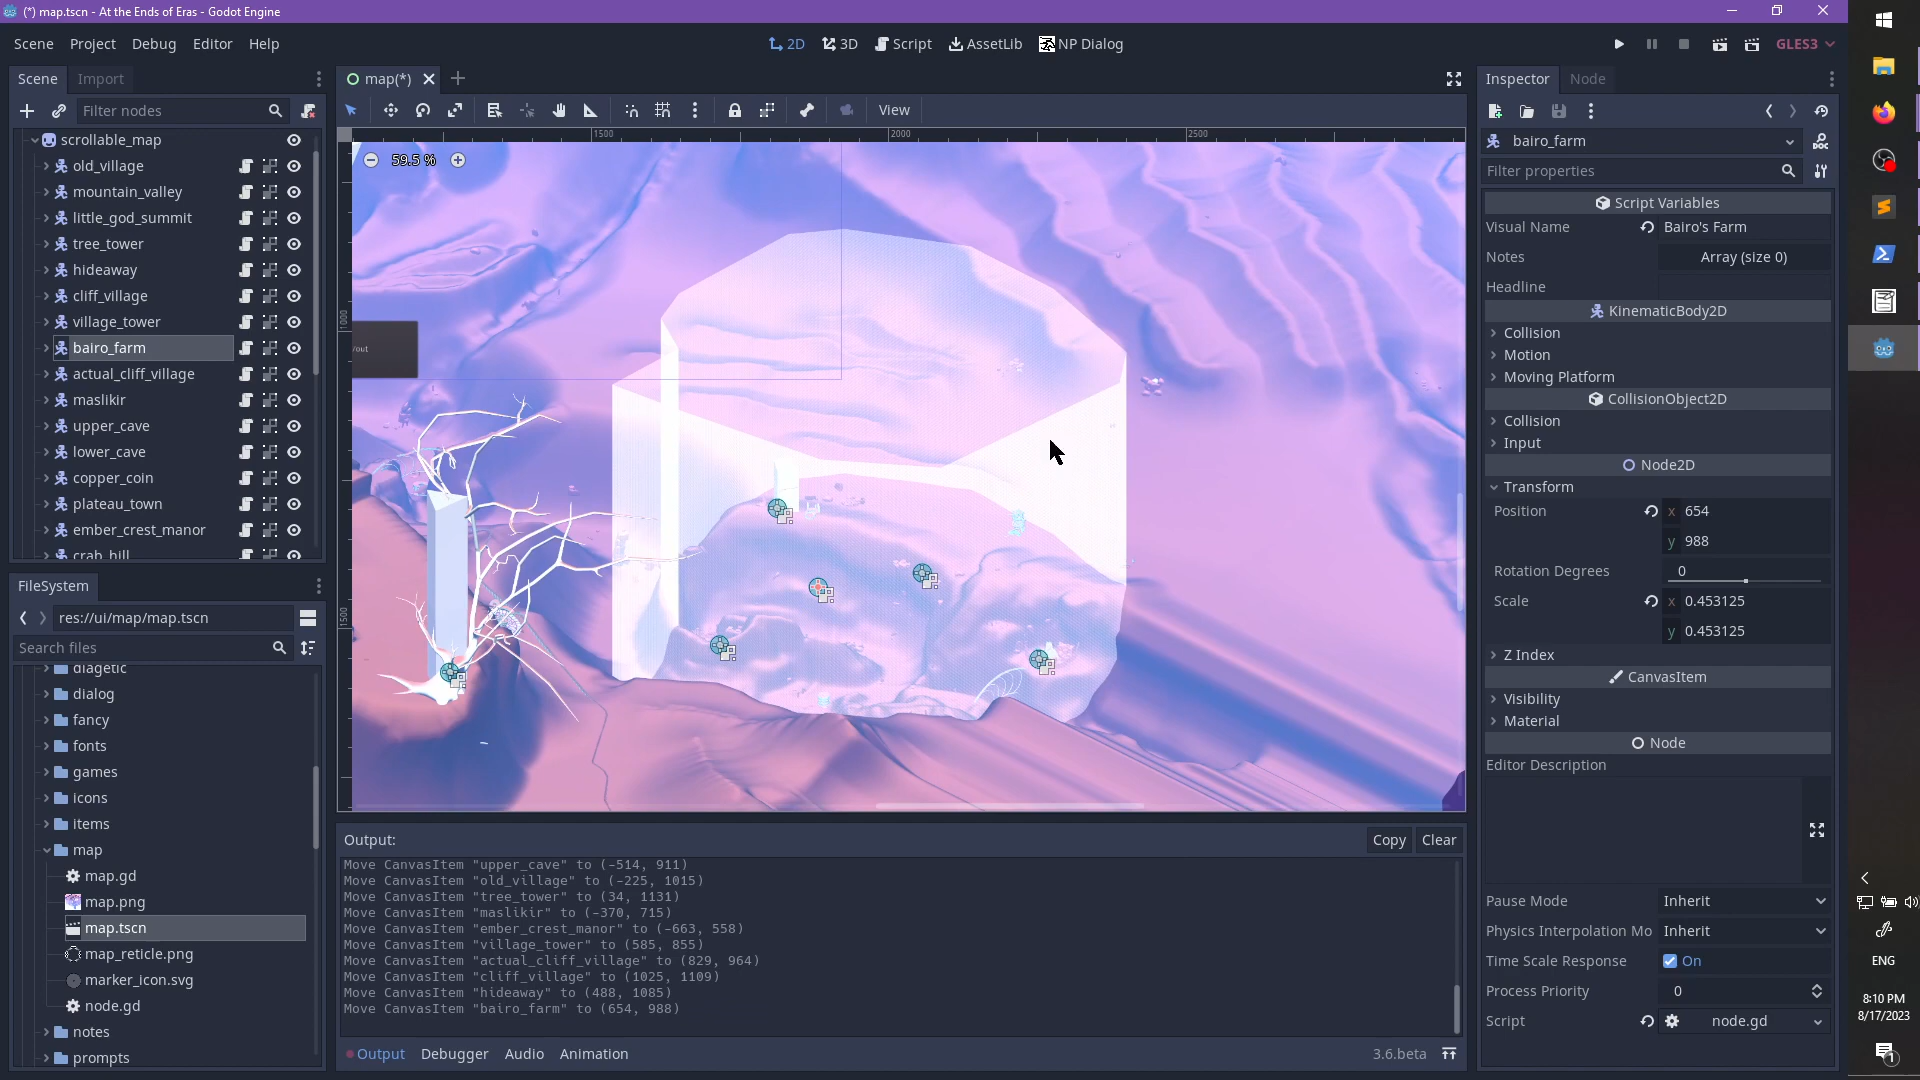 (*) map.tscn - At the Ends of Eras - Godot Engine
Scene Project Debug Editor Help
2D 3D Script AssetLib NP Dialog
GLES3
Scene Import
Filter nodes
scrollable_map
old_village
mountain_valley
little_god_summit
tree_tower
hideaway
cliff_village
village_tower
bairo_farm
actual_cliff_village
maslikir
upper_cave
lower_cave
copper_coin
plateau_town
ember_crest_manor
crab_hill
FileSystem
res://ui/map/map.tscn
Search files
diagetic
dialog
fancy
fonts
games
icons
items
map
map.gd
map.png
map.tscn
map_reticle.png
marker_icon.svg
node.gd
notes
prompts
map(*)
View
1500 2000 2500
59.5 %
1000
/out
1500
Output:
Copy Clear
Move CanvasItem "upper_cave" to (-514, 911)
Move CanvasItem "old_village" to (-225, 1015)
Move CanvasItem "tree_tower" to (34, 1131)
Move CanvasItem "maslikir" to (-370, 715)
Move CanvasItem "ember_crest_manor" to (-663, 558)
Move CanvasItem "village_tower" to (585, 855)
Move CanvasItem "actual_cliff_village" to (829, 964)
Move CanvasItem "cliff_village" to (1025, 1109)
Move CanvasItem "hideaway" to (488, 1085)
Move CanvasItem "bairo_farm" to (654, 988)
Output Debugger Audio Animation
3.6.beta
Inspector Node
bairo_farm
Filter properties
Script Variables
Visual Name Bairo's Farm
Notes Array (size 0)
Headline
KinematicBody2D
Collision
Motion
Moving Platform
CollisionObject2D
Collision
Input
Node2D
Transform
Position x 654
y 988
Rotation Degrees 0
Scale x 0.453125
y 0.453125
Z Index
CanvasItem
Visibility
Material
Node
Editor Description
Pause Mode Inherit
Physics Interpolation Mo Inherit
Time Scale Response On
Process Priority 0
Script node.gd
ENG
8:10 PM
8/17/2023
1